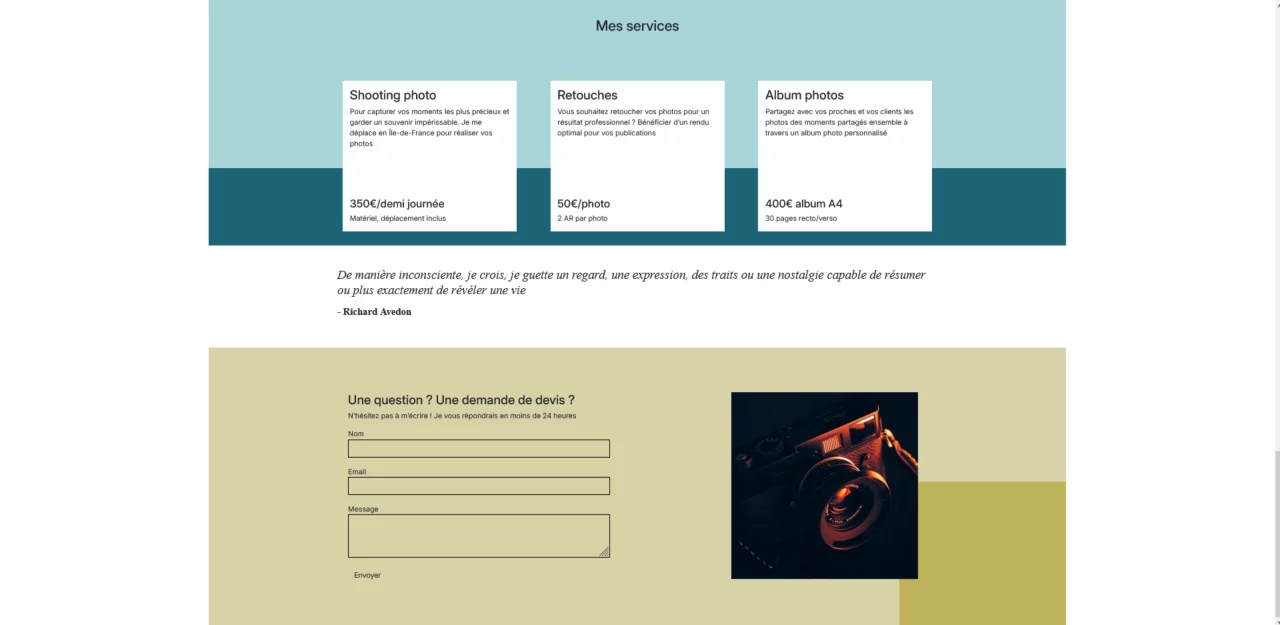 Mes services
Shooting photo
Pour capturer vos moments les plus précieux et
garder un souvenir impérissable. Je me
déplace en Île-de-France pour réaliser vos
photos
350€/demi journée
Matériel, déplacement inclus
Retouches
Vous souhaitez retoucher vos photos pour un
résultat professionnel ? Bénéficier d'un rendu
optimal pour vos publications
50€/photo
2 AR par photo
Album photos
Partagez avec vos proches et vos clients les
photos des moments partagés ensemble à
travers un album photo personnalisé
400€ album A4
30 pages recto/verso
De manière inconsciente, je crois, je guette un regard, une expression, des traits ou une nostalgie capable de résumer
ou plus exactement de révéler une vie
- Richard Avedon
Une question ? Une demande de devis ?
N'hésitez pas à m'écrire ! Je vous répondrais en moins de 24 heures
Nom
Email
Message
Envoyer